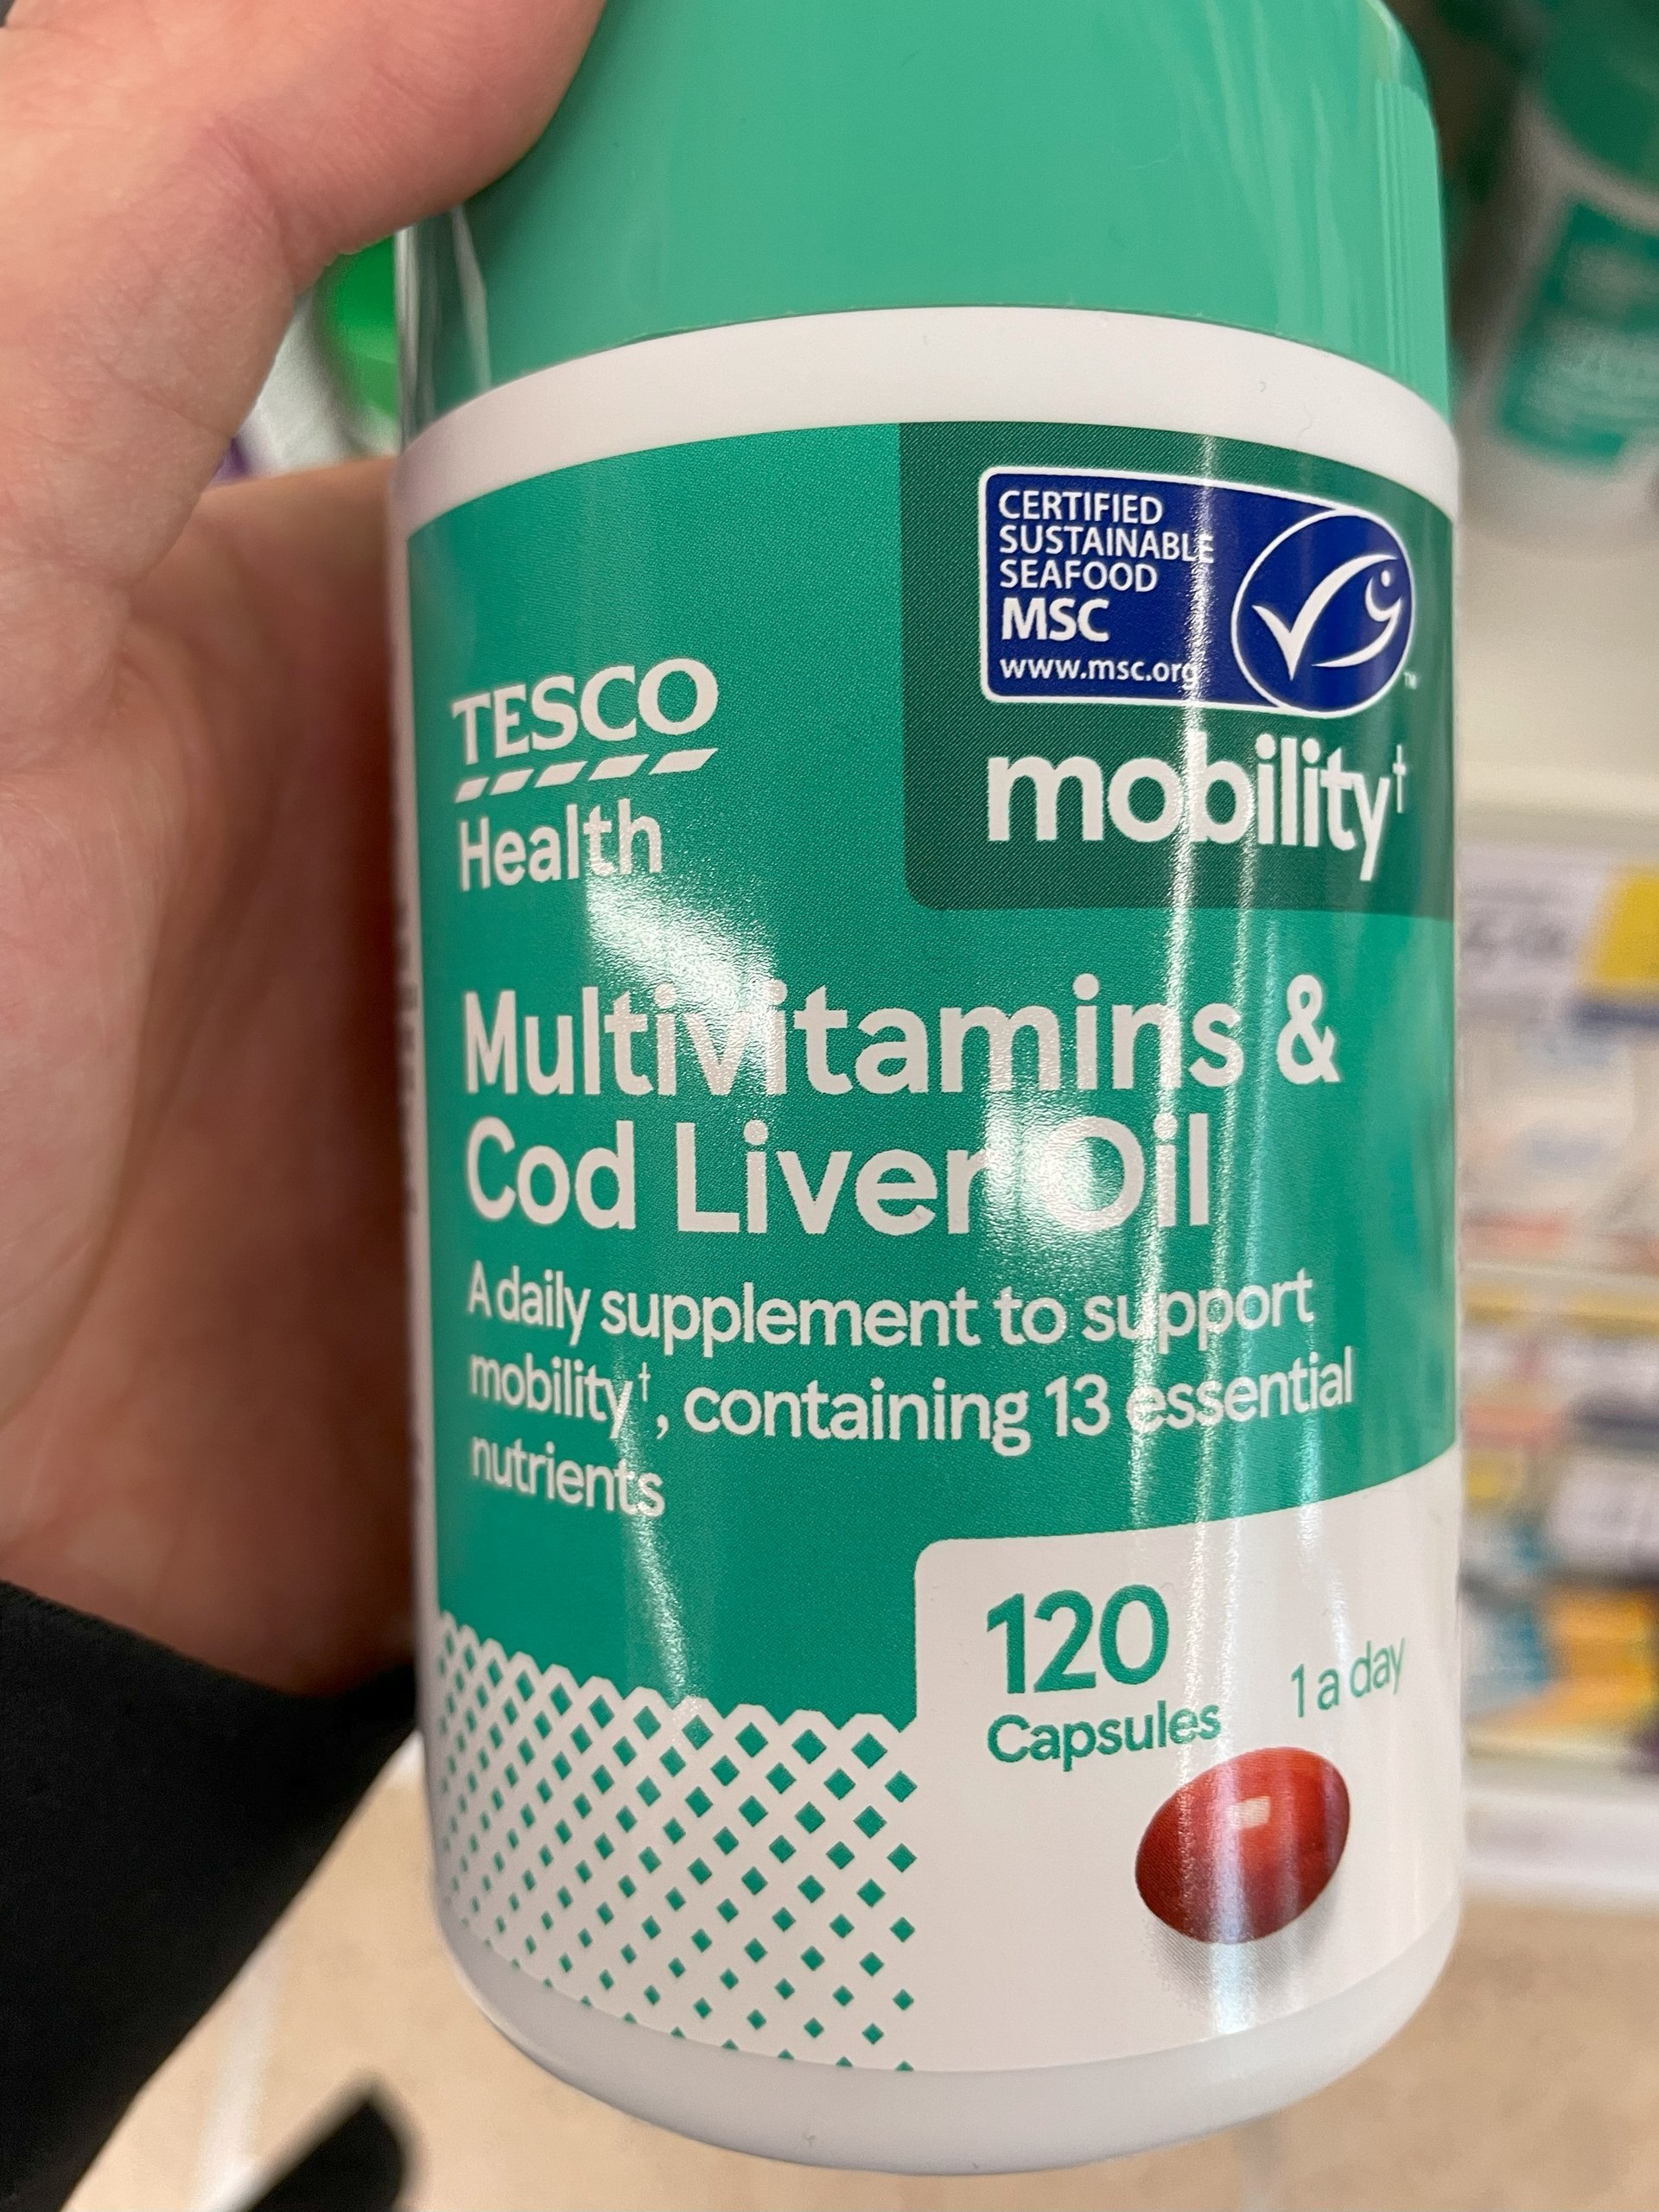 CERTIFIED
SUSTAINABLE
SEAFOOD
MSC
www.msc.org
™
mobility†
TESCO
Health
Multivitamins &
Cod Liver Oil
A daily supplement to support
mobility†, containing 13 essential
nutrients
120
Capsules
1 a day